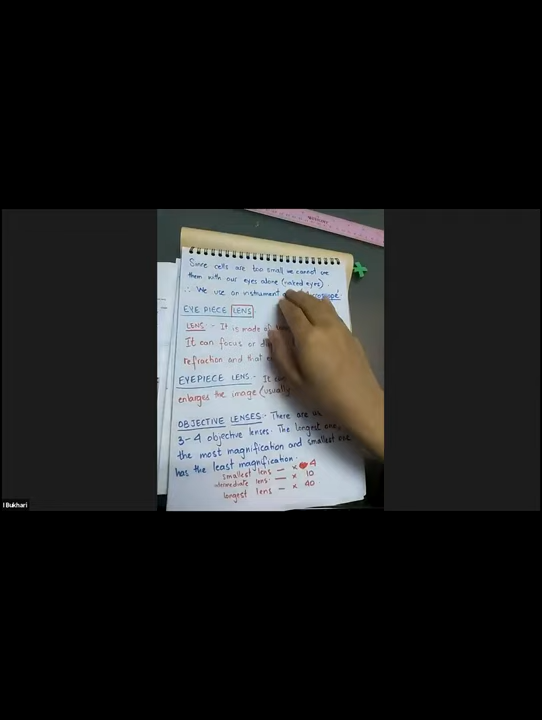 Some cells are too small we cannot see
them with our eyes alone (naked eyes).
∴ We use an instrument
EYE PIECE LENS
LENS:- It is made of
It can focus or
refraction and that
EYEPIECE LENS:- It
enlarges the image (usually
OBJECTIVE LENSES:- There are
3-4 objective lenses. The longest one,
the most magnification and smallest one
has the least magnification.
smallest lens — x 4
intermediate lens — x 10
longest lens — x 40
I Bukhari